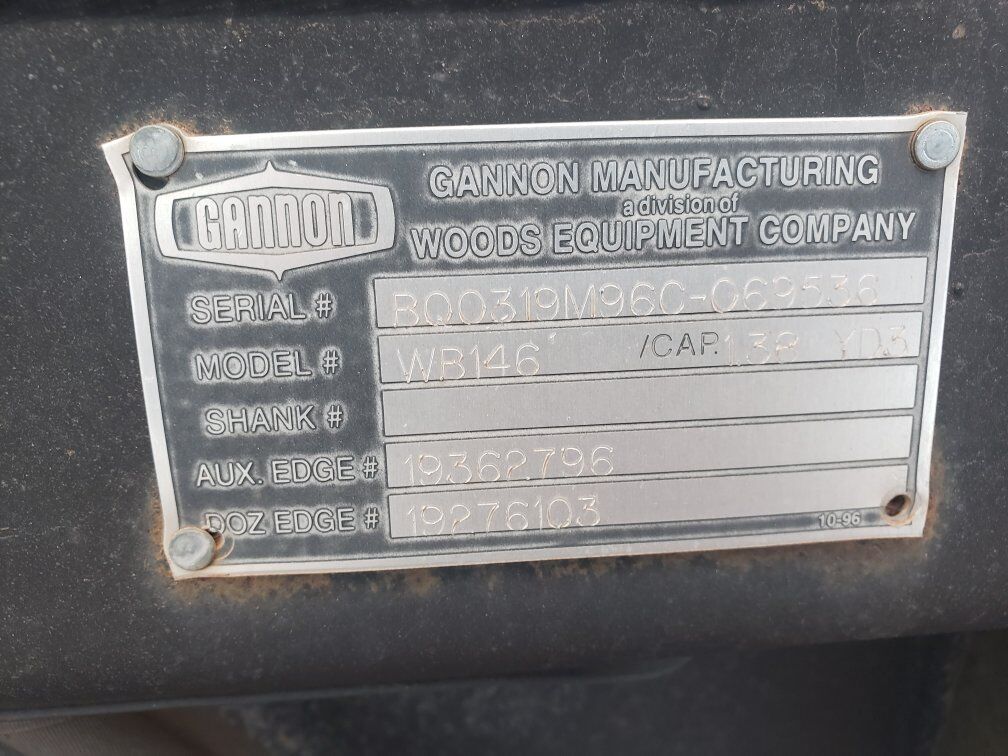 GANNON
GANNON MANUFACTURING
a division of
WOODS EQUIPMENT COMPANY
SERIAL # BQ0319M96C-069536
MODEL # WB146 /CAP. 1.38 YD3
SHANK #
AUX. EDGE # 19362796
DOZ EDGE # 19276103
10-96